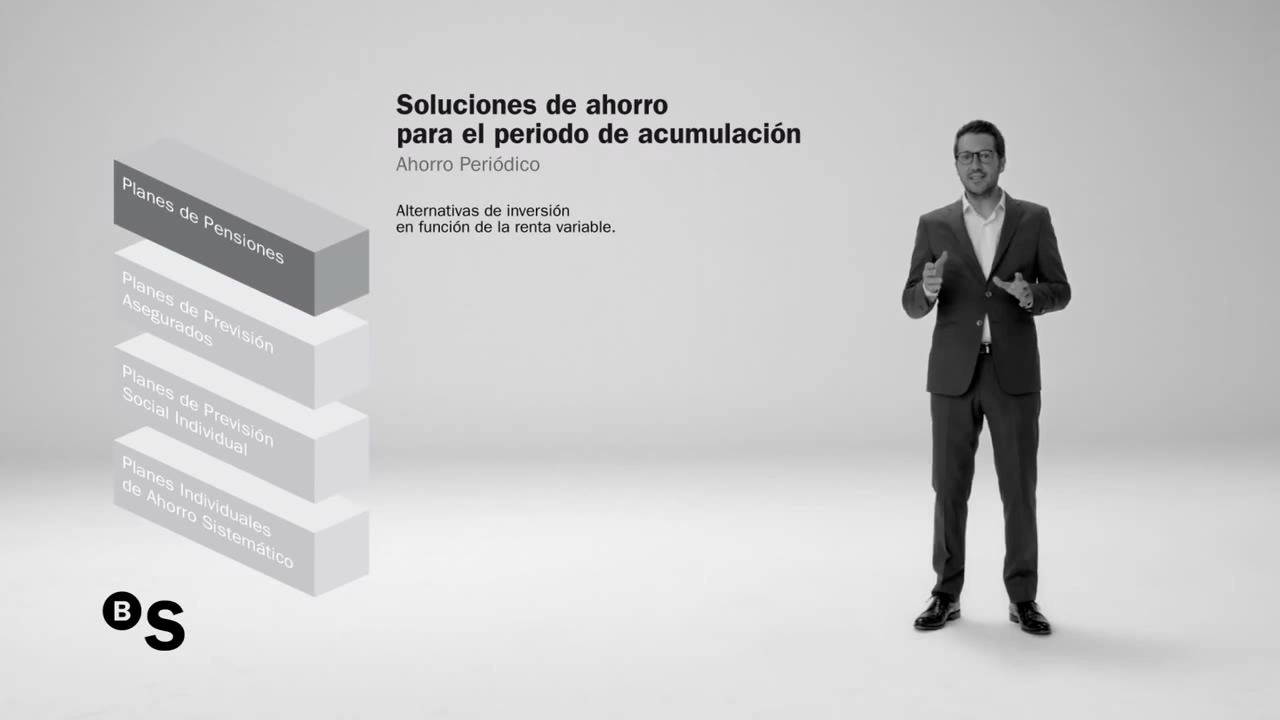 Soluciones de ahorro
para el periodo de acumulación
Ahorro Periódico
Alternativas de inversión
en función de la renta variable.
Planes de Pensiones
Planes de Previsión
Asegurados
Planes de Previsión
Social Individual
Planes Individuales
de Ahorro Sistemático
BS